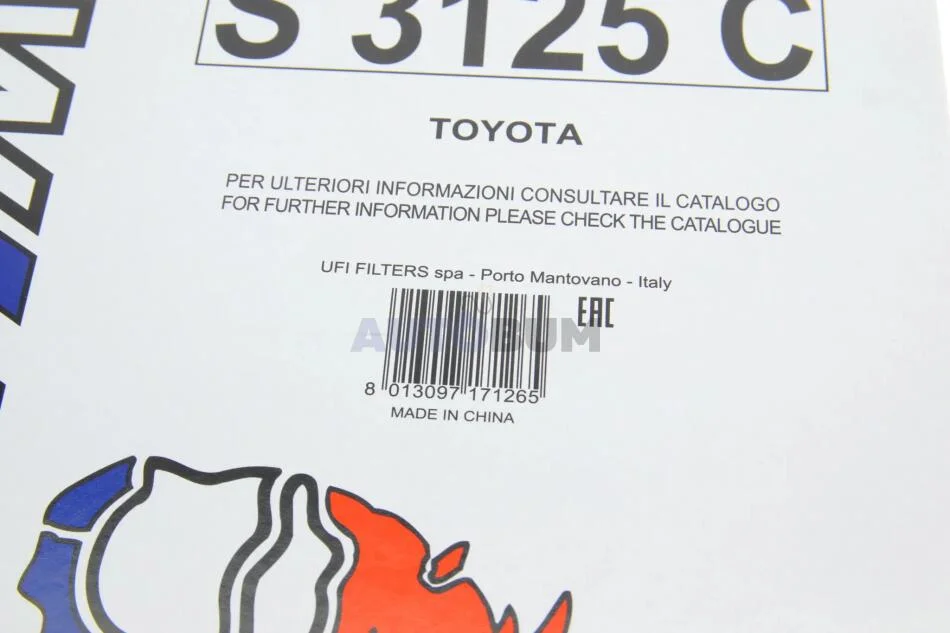 S 3125 C
TOYOTA
PER ULTERIORI INFORMAZIONI CONSULTARE IL CATALOGO
FOR FURTHER INFORMATION PLEASE CHECK THE CATALOGUE
UFI FILTERS spa - Porto Mantovano - Italy
EAC
AUTOBUM
8 013097 171265
MADE IN CHINA